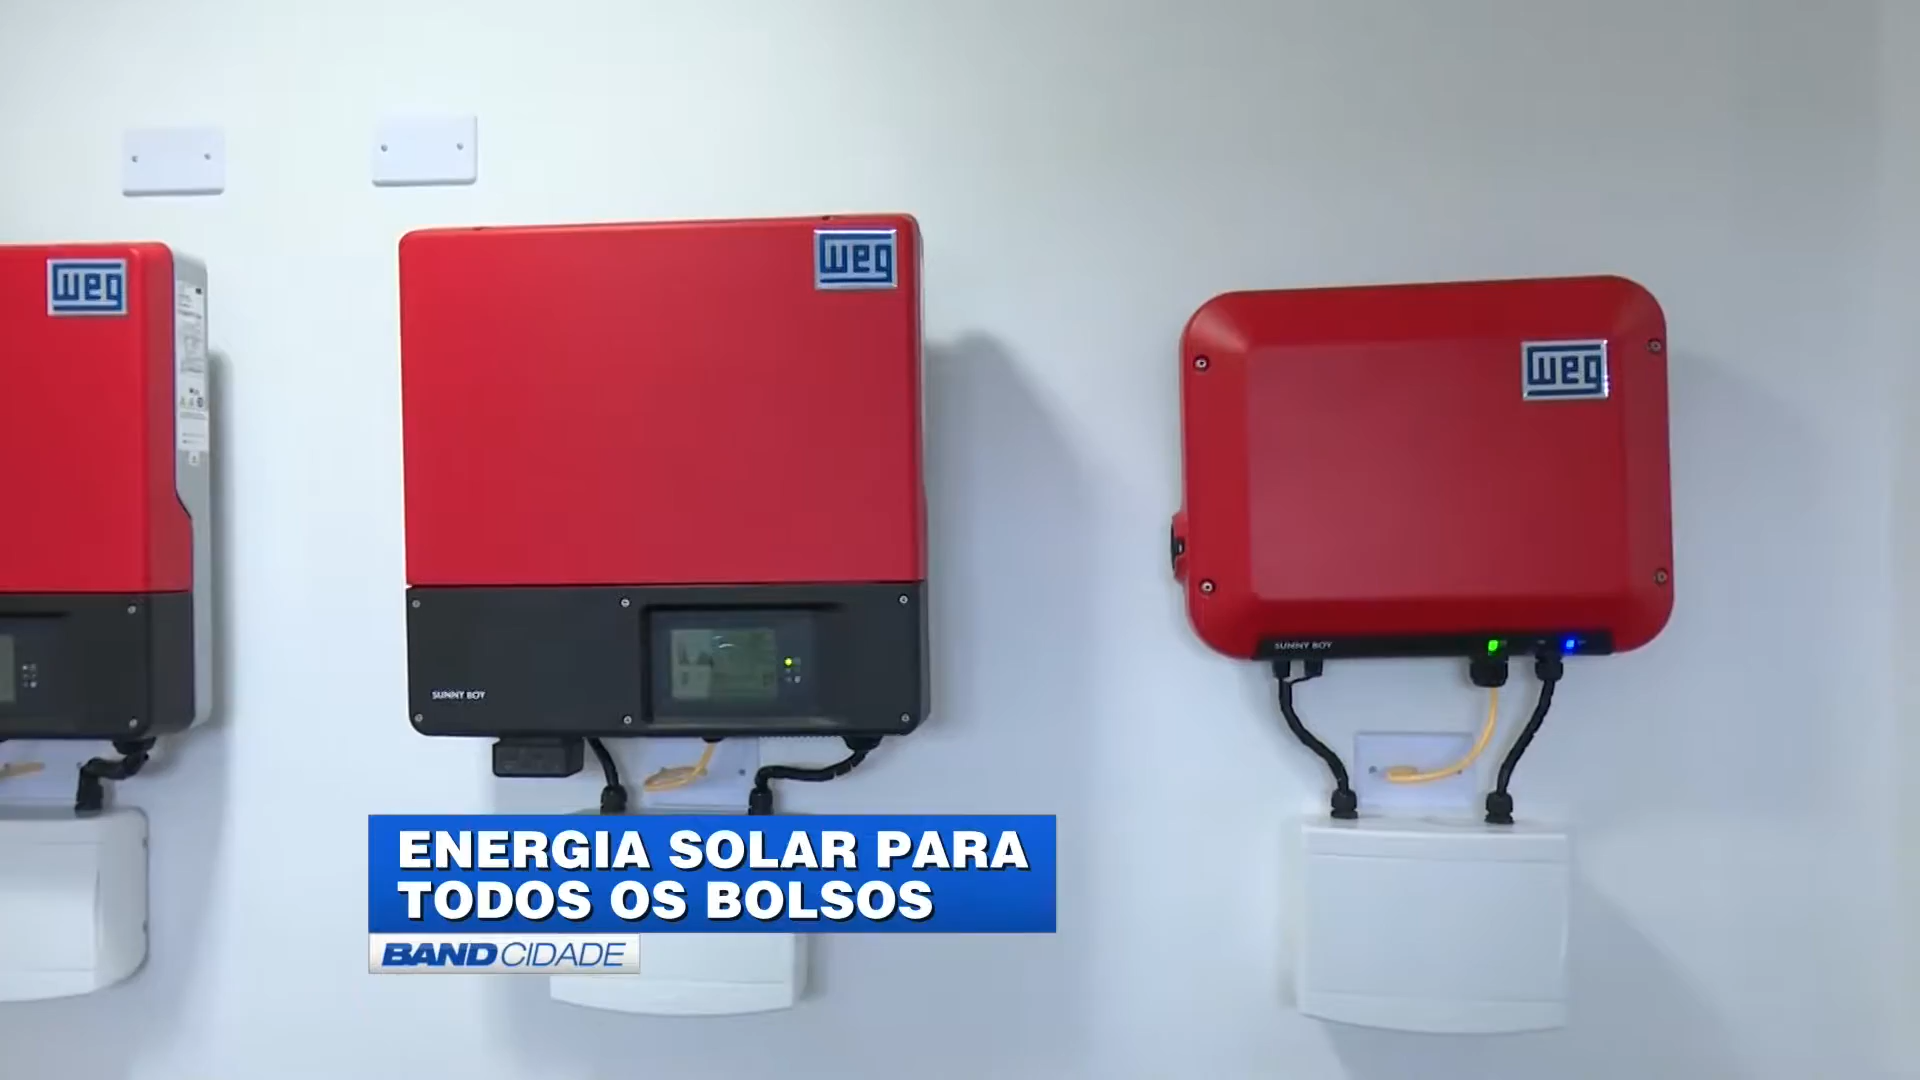 weg
weg
weg
SUNNY BOY
SUNNY BOY
ENERGIA SOLAR PARA
TODOS OS BOLSOS
BAND CIDADE